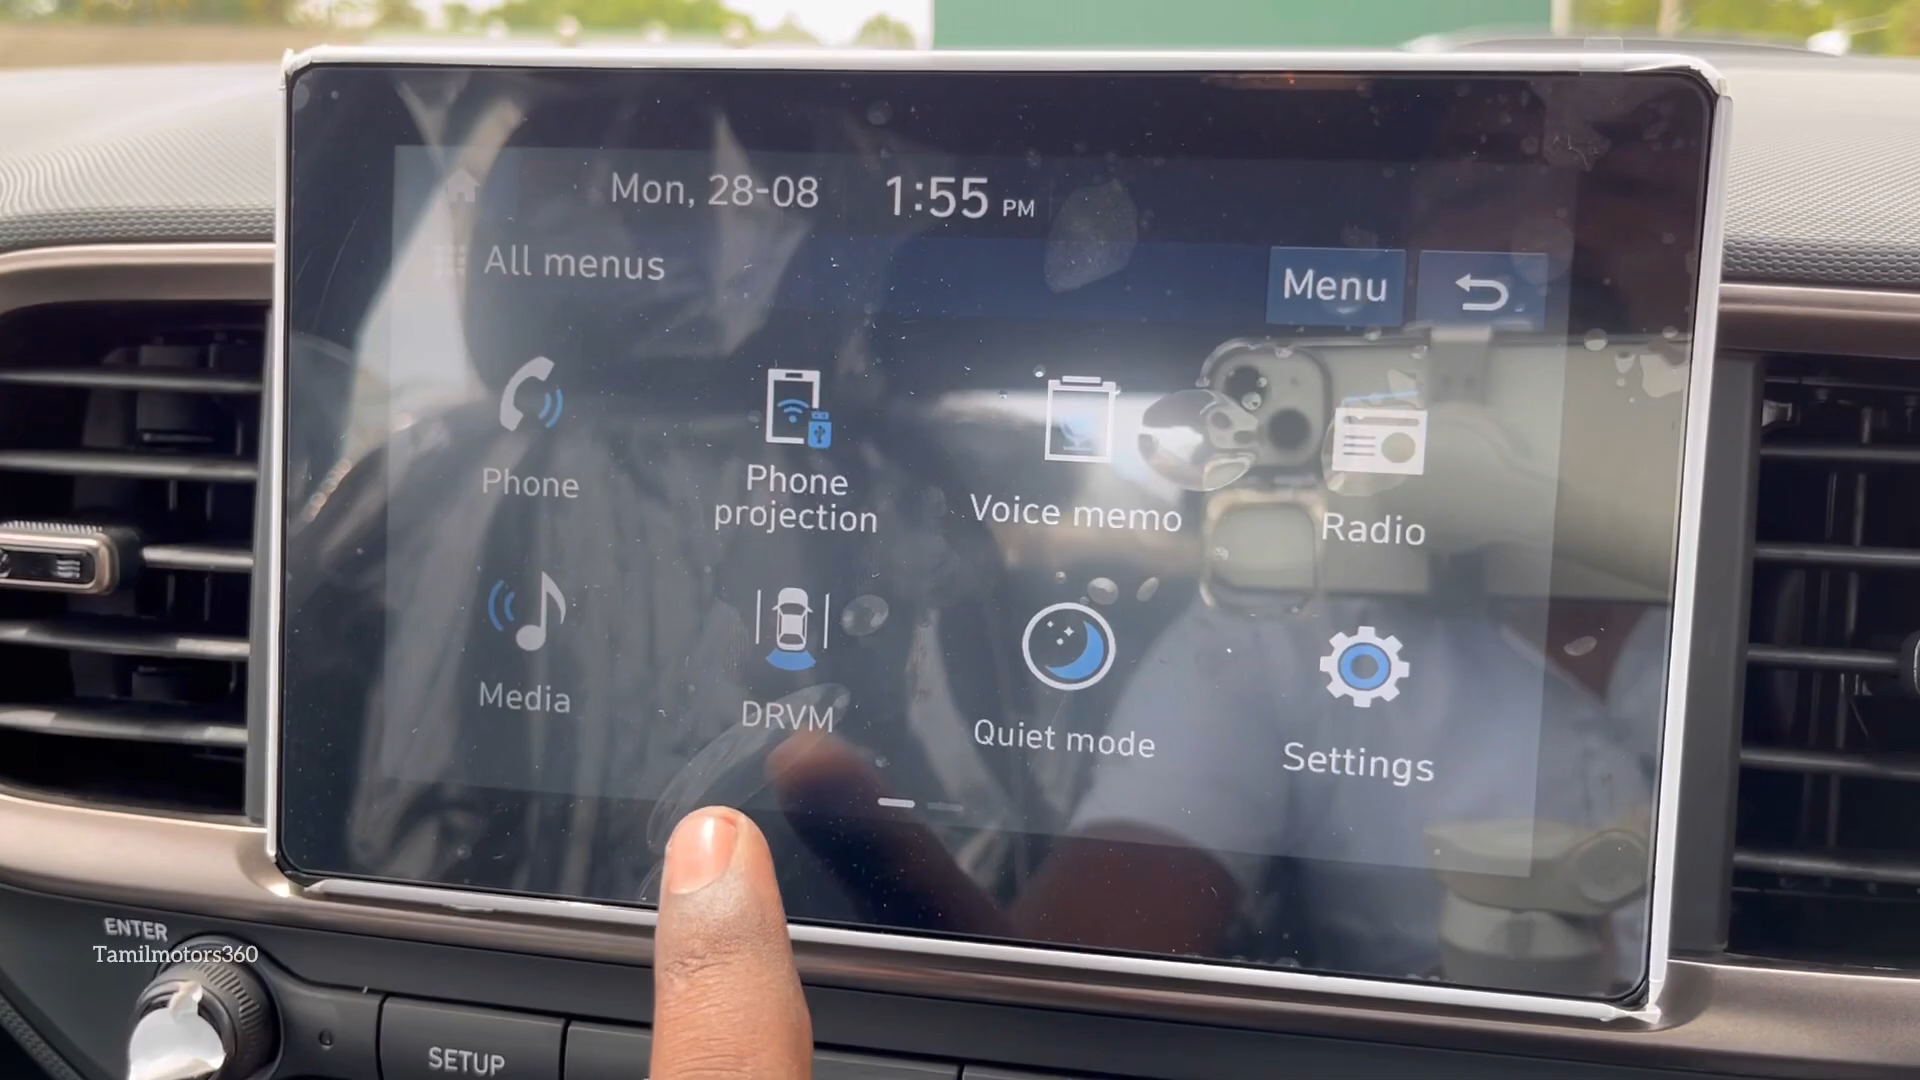 Mon, 28-08 1:55 PM
All menus
Menu
Phone
Phone
projection
Voice memo
Radio
Media
DRVM
Quiet mode
Settings
ENTER
Tamilmotors360
SETUP